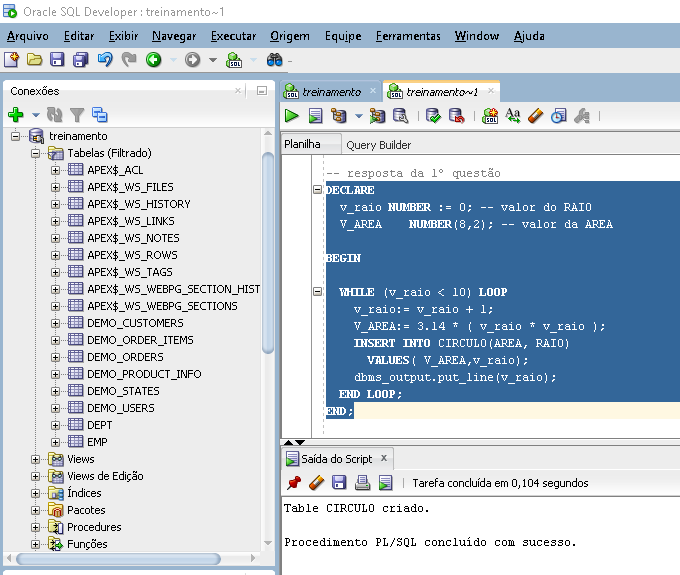 Oracle SQL Developer : treinamento~1
Arquivo Editar Exibir Navegar Executar Origem Equipe Ferramentas Window Ajuda
Conexões
treinamento
Tabelas (Filtrado)
APEX$_ACL
APEX$_WS_FILES
APEX$_WS_HISTORY
APEX$_WS_LINKS
APEX$_WS_NOTES
APEX$_WS_ROWS
APEX$_WS_TAGS
APEX$_WS_WEBPG_SECTION_HIST
APEX$_WS_WEBPG_SECTIONS
DEMO_CUSTOMERS
DEMO_ORDER_ITEMS
DEMO_ORDERS
DEMO_PRODUCT_INFO
DEMO_STATES
DEMO_USERS
DEPT
EMP
Views
Views de Edição
Índices
Pacotes
Procedures
Funções
treinamento treinamento~1
Planilha Query Builder
-- resposta da 1º questão
DECLARE
v_raio NUMBER := 0; -- valor do RAIO
V_AREA NUMBER(8,2); -- valor da AREA
BEGIN
WHILE (v_raio < 10) LOOP
v_raio:= v_raio + 1;
V_AREA:= 3.14 * ( v_raio * v_raio );
INSERT INTO CIRCULO(AREA, RAIO)
VALUES( V_AREA,v_raio);
dbms_output.put_line(v_raio);
END LOOP;
END;
Saída do Script
Tarefa concluída em 0,104 segundos
Table CIRCULO criado.
Procedimento PL/SQL concluído com sucesso.